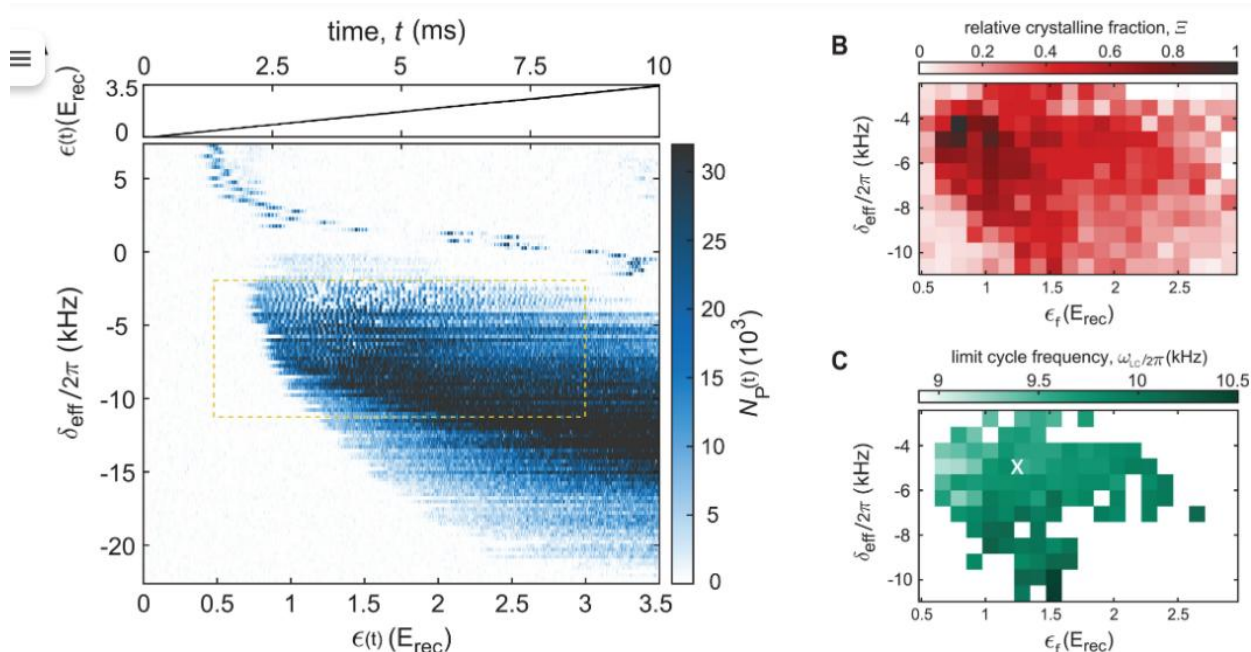 time, t (ms)
0 2.5 5 7.5 10
ϵ(t)(E_rec)
3.5
0
δ_eff/2π (kHz)
5
0
-5
-10
-15
-20
0 0.5 1 1.5 2 2.5 3 3.5
ϵ(t) (E_rec)
30
25
20
15
10
5
0
N_P(t) (10³)
B
relative crystalline fraction, Ξ
0 0.2 0.4 0.6 0.8 1
δ_eff/2π (kHz)
-4
-6
-8
-10
0.5 1 1.5 2 2.5
ϵ_f (E_rec)
C
limit cycle frequency, ω_LC/2π (kHz)
9 9.5 10 10.5
δ_eff/2π (kHz)
-4
X
-6
-8
-10
0.5 1 1.5 2 2.5
ϵ_f (E_rec)